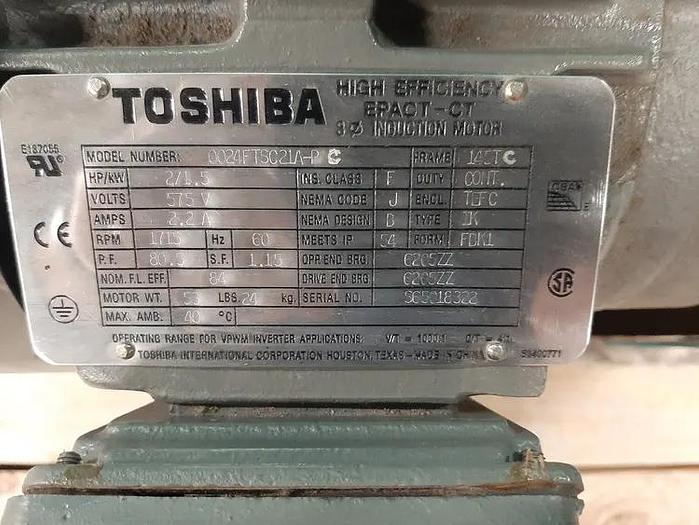 TOSHIBA
HIGH EFFICIENCY
EPACT-CT
3Ø INDUCTION MOTOR
E187055
MODEL NUMBER: 0024FTSC21A-P C FRAME 145TC
HP/kW 2/1.5 INS. CLASS F DUTY CONT.
VOLTS 575 V NEMA CODE J ENCL. TEFC
AMPS 2.2 A NEMA DESIGN B TYPE IK
RPM 1715 Hz 60 MEETS IP 54 FORM FBK1
P.F. S.F. 1.15 OPP. END BRG 6205ZZ
NOM. F.L. EFF. 84 DRIVE END BRG 6205ZZ
MOTOR WT. 53 LBS. 24 kg. SERIAL NO.
MAX. AMB. 40 °C
CE
OPERATING RANGE FOR VPWM INVERTER APPLICATIONS: V/T =
TOSHIBA INTERNATIONAL CORPORATION HOUSTON, TEXAS-MADE IN CHINA